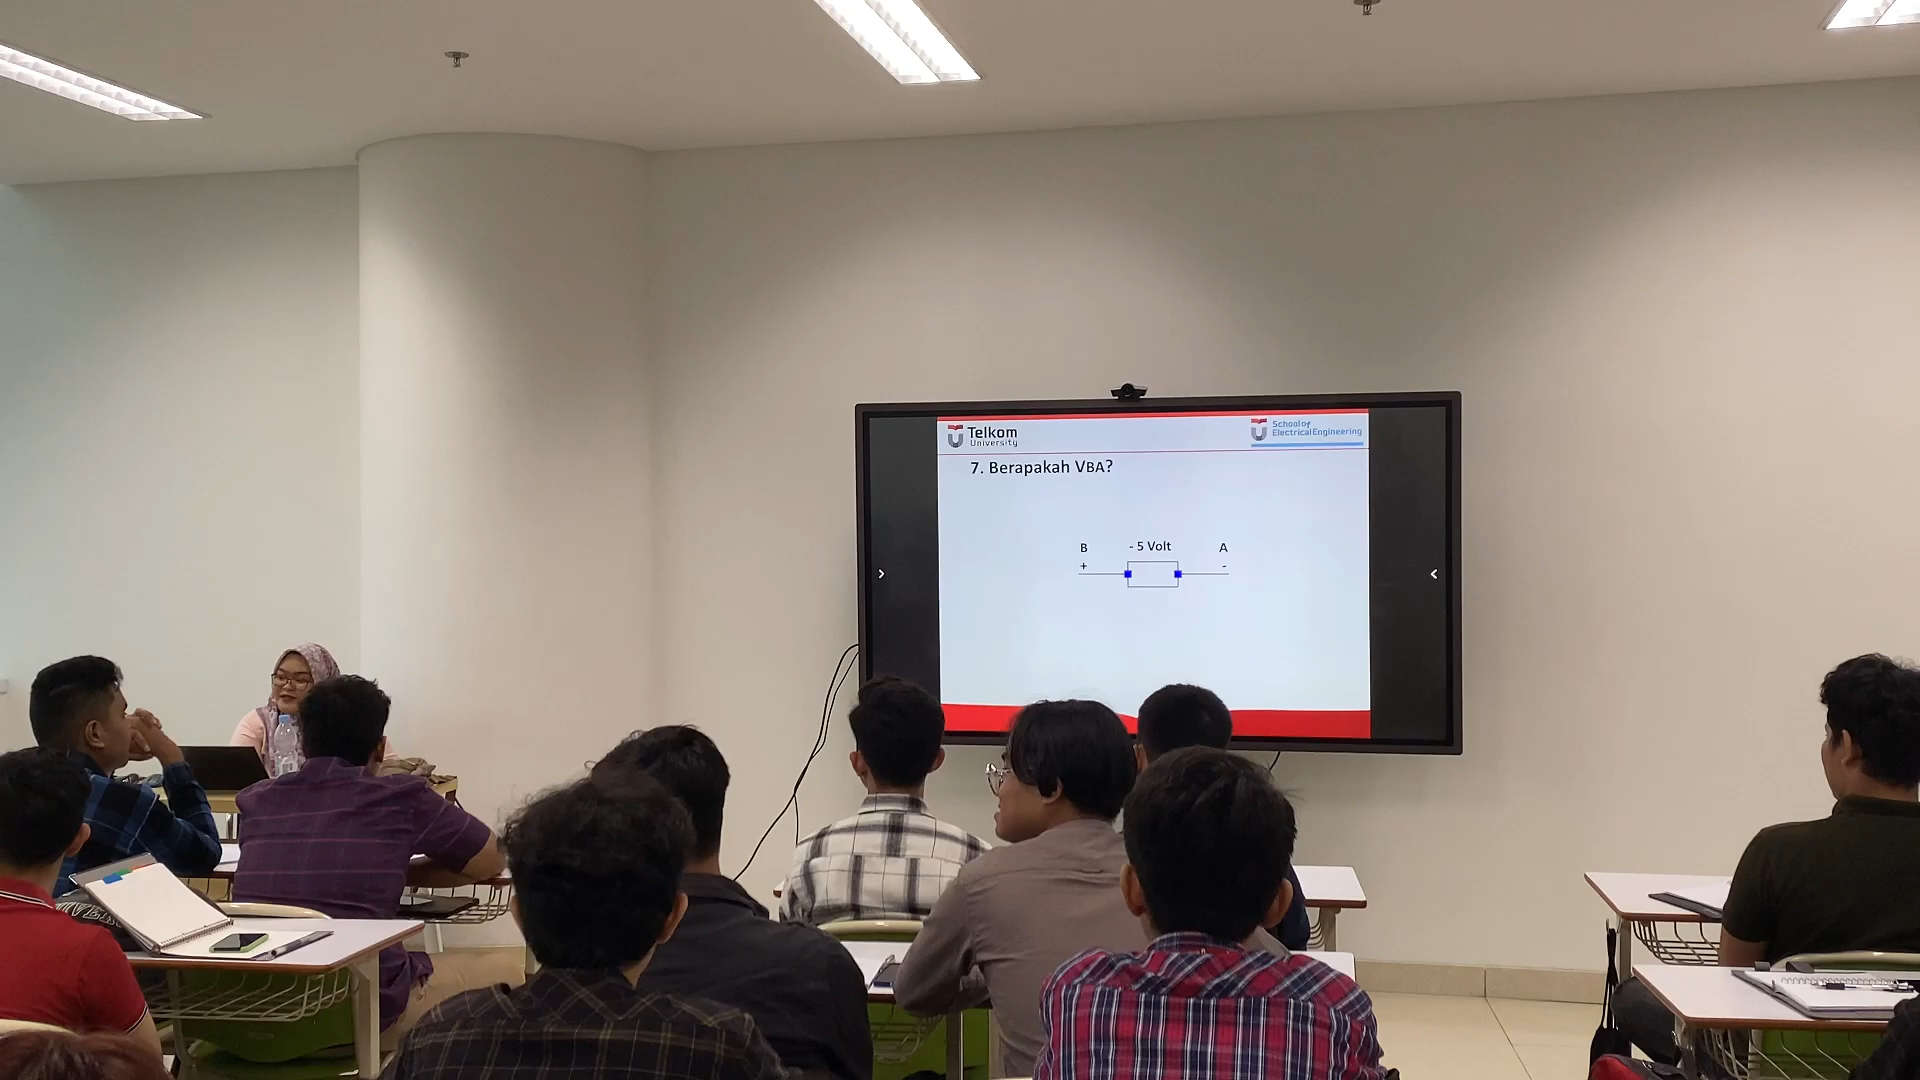 Telkom
University
School of
Electrical Engineering
7. Berapakah VBA?
B - 5 Volt A
+ -